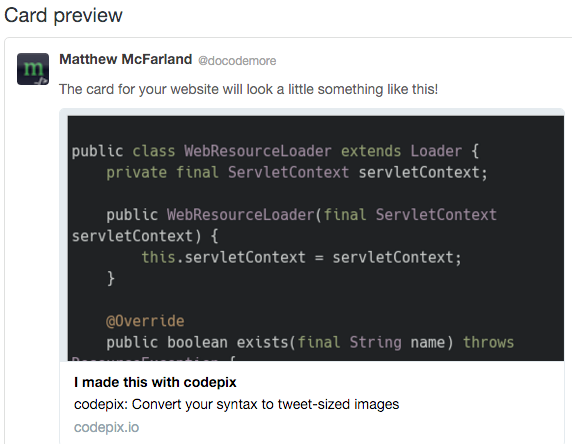 Card preview
m
Matthew McFarland @docodemore
The card for your website will look a little something like this!
public class WebResourceLoader extends Loader {
    private final ServletContext servletContext;

    public WebResourceLoader(final ServletContext
servletContext) {
        this.servletContext = servletContext;
    }

    @Override
    public boolean exists(final String name) throws
ResourceException {
I made this with codepix
codepix: Convert your syntax to tweet-sized images
codepix.io